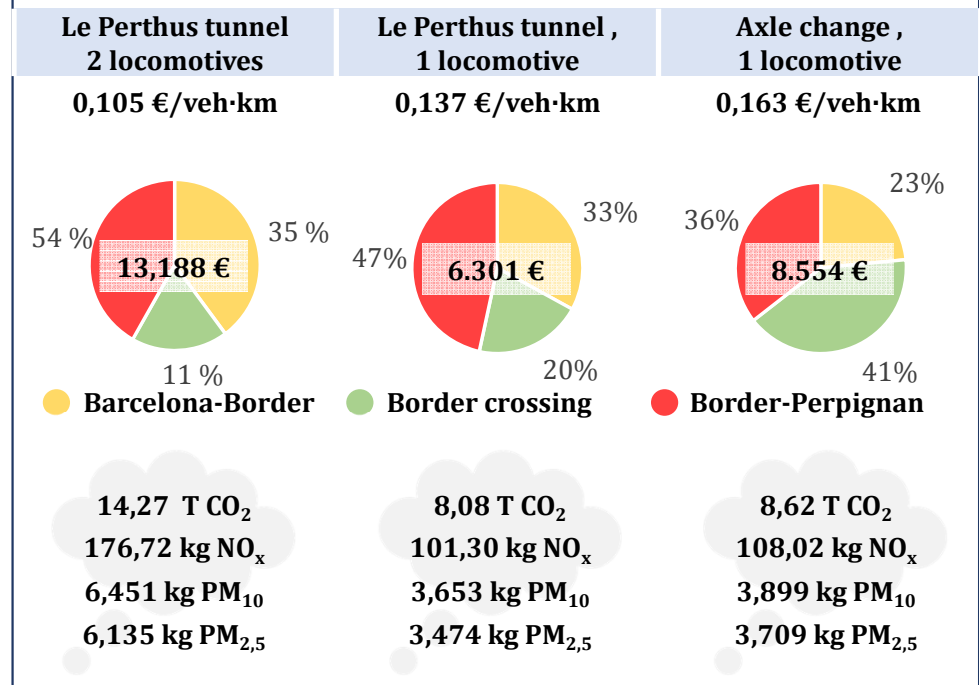 Le Perthus tunnel
2 locomotives
Le Perthus tunnel ,
1 locomotive
Axle change ,
1 locomotive
0,105 €/veh·km
0,137 €/veh·km
0,163 €/veh·km
54 %
35 %
13,188 €
11 %
47%
33%
6.301 €
20%
36%
23%
8.554 €
41%
Barcelona-Border
Border crossing
Border-Perpignan
14,27 T CO₂
176,72 kg NOₓ
6,451 kg PM₁₀
6,135 kg PM₂,₅
8,08 T CO₂
101,30 kg NOₓ
3,653 kg PM₁₀
3,474 kg PM₂,₅
8,62 T CO₂
108,02 kg NOₓ
3,899 kg PM₁₀
3,709 kg PM₂,₅